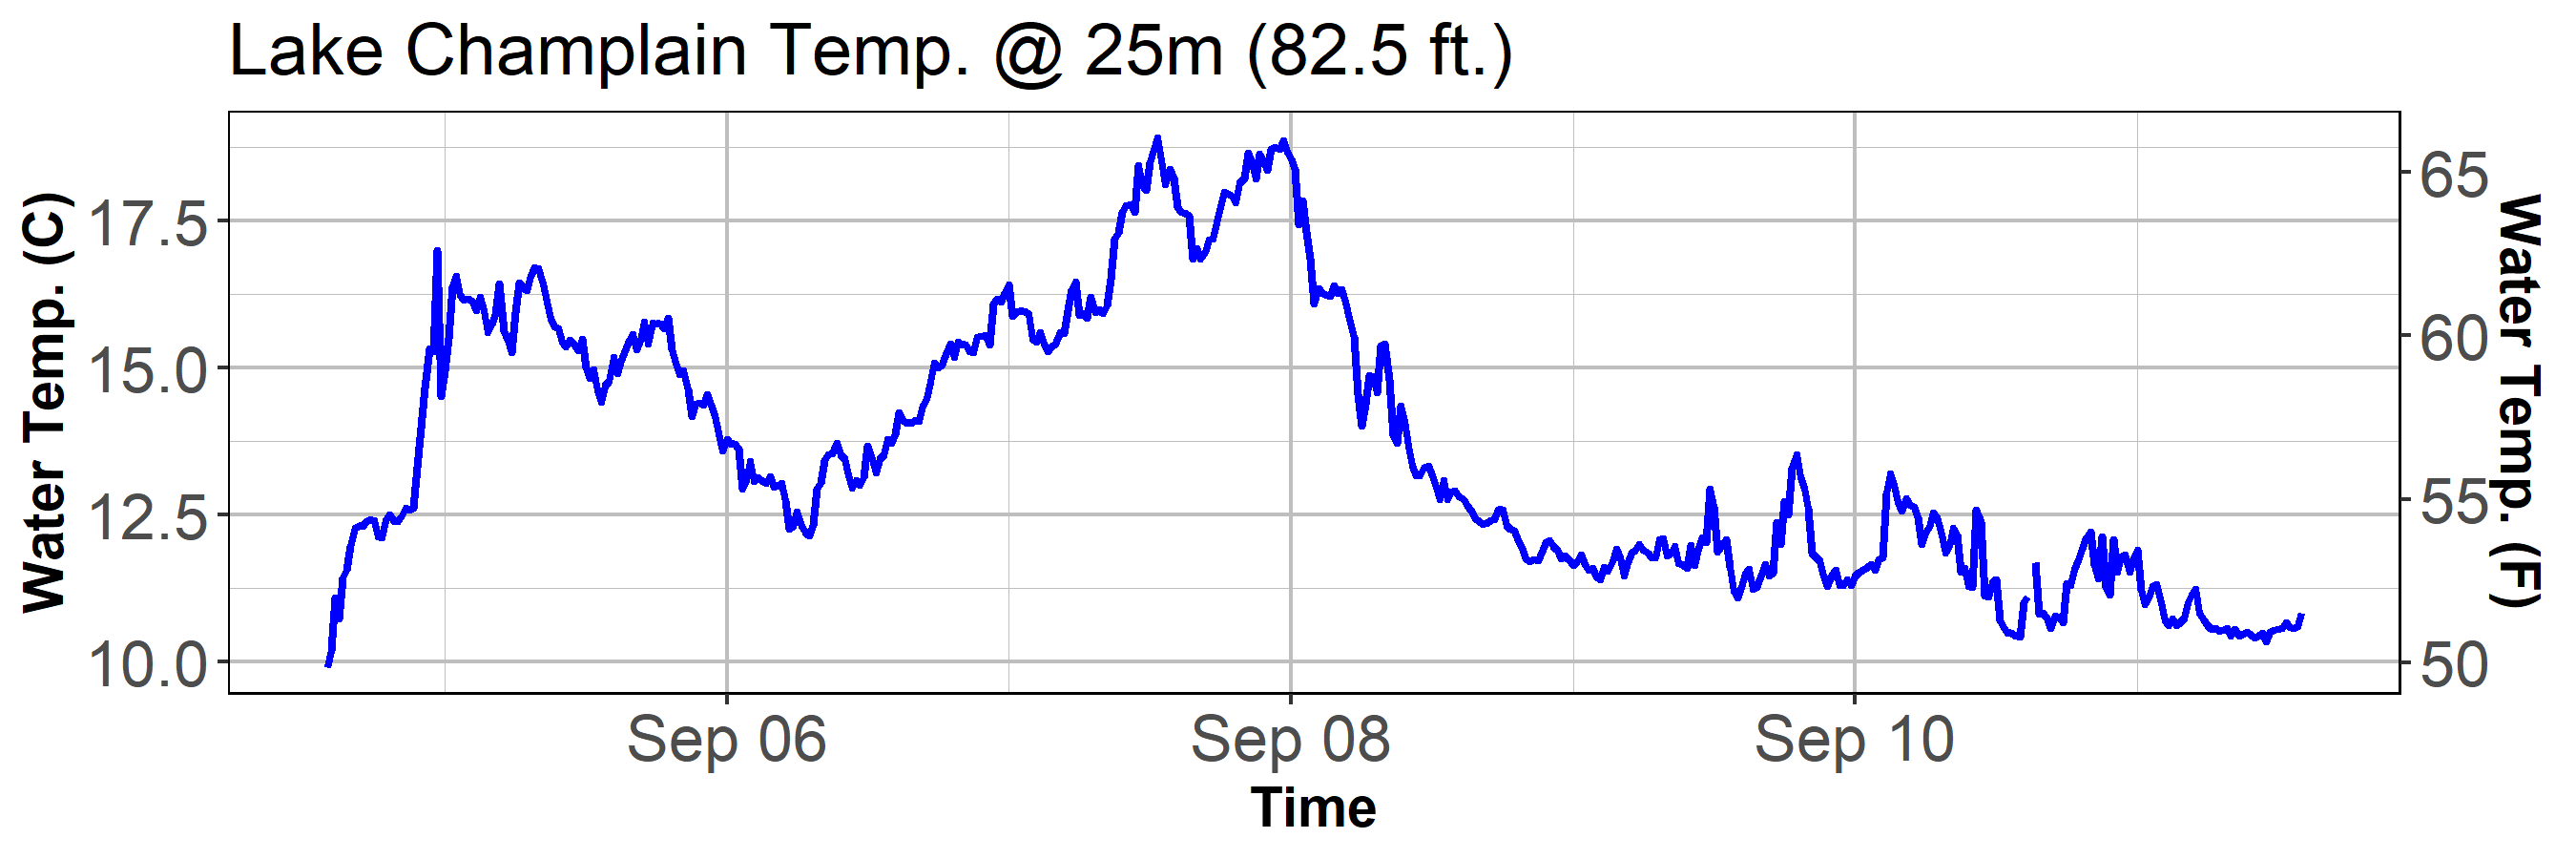 Lake Champlain Temp. @ 25m (82.5 ft.)
Water Temp. (C)
17.5
15.0
12.5
10.0
65
60
55
50
Water Temp. (F)
Sep 06 Sep 08 Sep 10
Time